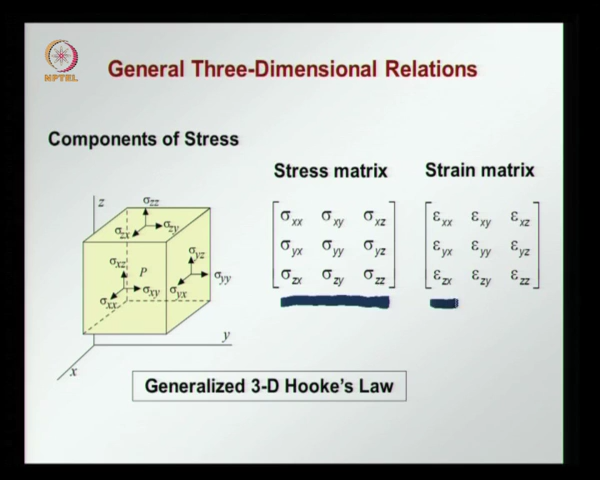 NPTEL
General Three-Dimensional Relations
Components of Stress
Stress matrix
Strain matrix
σxx σxy σxz
σyx σyy σyz
σzx σzy σzz
εxx εxy εxz
εyx εyy εyz
εzx εzy εzz
z
σzz
σzx σzy
σxz P σyz
σxx σxy σyx σyy
y
x
Generalized 3-D Hooke's Law